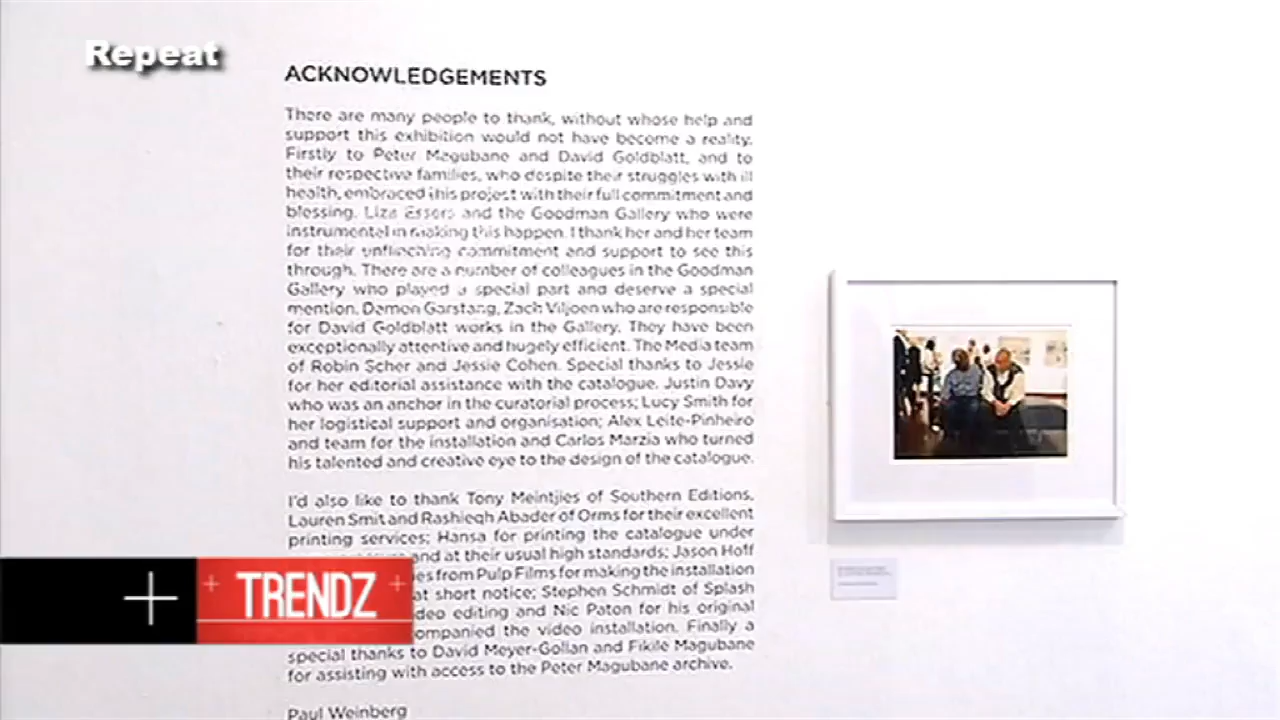 Repeat
ACKNOWLEDGEMENTS
There are many people to thank, without whose help and
support this exhibition would not have become a reality.
Firstly to Peter Magubane and David Goldblatt, and to
their respective families, who despite their struggles with ill
health, embraced this project with their full commitment and
blessing. Liza Essers and the Goodman Gallery who were
instrumental in making this happen. I thank her and her team
for their unflinching commitment and support to see this
through. There are a number of colleagues in the Goodman
Gallery who played a special part and deserve a special
mention. Damon Garstang, Zach Viljoen who are responsible
for David Goldblatt works in the Gallery. They have been
exceptionally attentive and hugely efficient. The Media team
of Robin Scher and Jessie Cohen. Special thanks to Jessie
for her editorial assistance with the catalogue. Justin Davy
who was an anchor in the curatorial process; Lucy Smith for
her logistical support and organisation; Alex Leite-Pinheiro
and team for the installation and Carlos Marzia who turned
his talented and creative eye to the design of the catalogue.
I'd also like to thank Tony Meintjies of Southern Editions,
Lauren Smit and Rashieqh Abader of Orms for their excellent
printing services; Hansa for printing the catalogue under
and at their usual high standards; Jason Hoff
from Pulp Films for making the installation
at short notice; Stephen Schmidt of Splash
editing and Nic Paton for his original
the video installation. Finally a
special thanks to David Meyer-Gollan and Fikile Magubane
for assisting with access to the Peter Magubane archive.
Paul Weinberg
TRENDZ